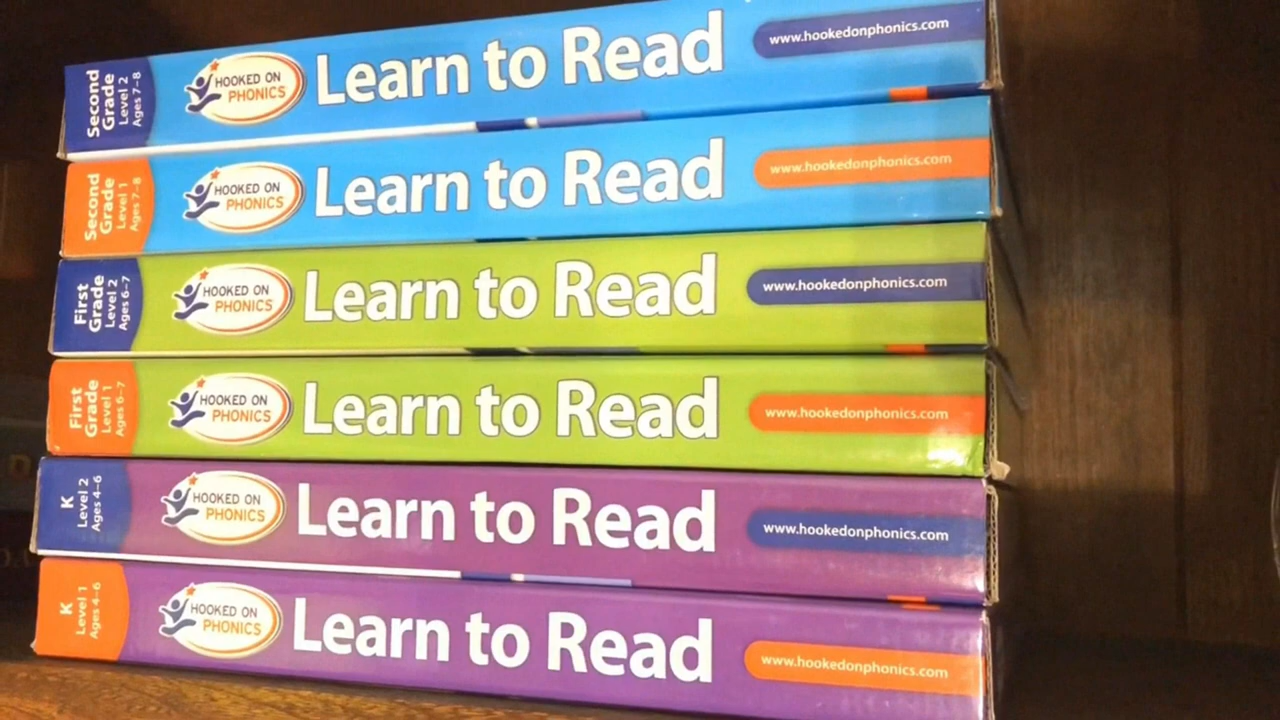 Second
Grade
Level 2
Ages 7-8
HOOKED ON
PHONICS
Learn to Read
www.hookedonphonics.com
Second
Grade
Level 1
Ages 7-8
HOOKED ON
PHONICS
Learn to Read
www.hookedonphonics.com
First
Grade
Level 2
Ages 6-7
HOOKED ON
PHONICS
Learn to Read
www.hookedonphonics.com
First
Grade
Level 1
Ages 6-7
HOOKED ON
PHONICS
Learn to Read
www.hookedonphonics.com
K
Level 2
Ages 4-6
HOOKED ON
PHONICS
Learn to Read
www.hookedonphonics.com
K
Level 1
Ages 4-6
HOOKED ON
PHONICS
Learn to Read
www.hookedonphonics.com